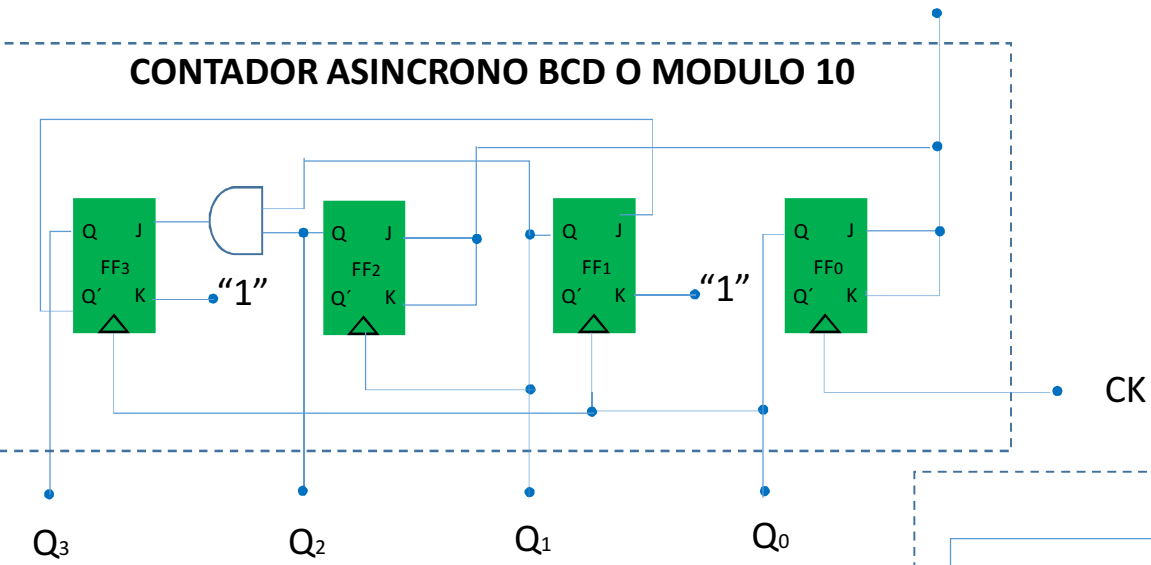 CONTADOR ASINCRONO BCD O MODULO 10
Q J Q J Q J Q J
FF3 FF2 FF1 FF0
Q´ K “1” Q´ K Q´ K “1” Q´ K
CK
Q3 Q2 Q1 Q0